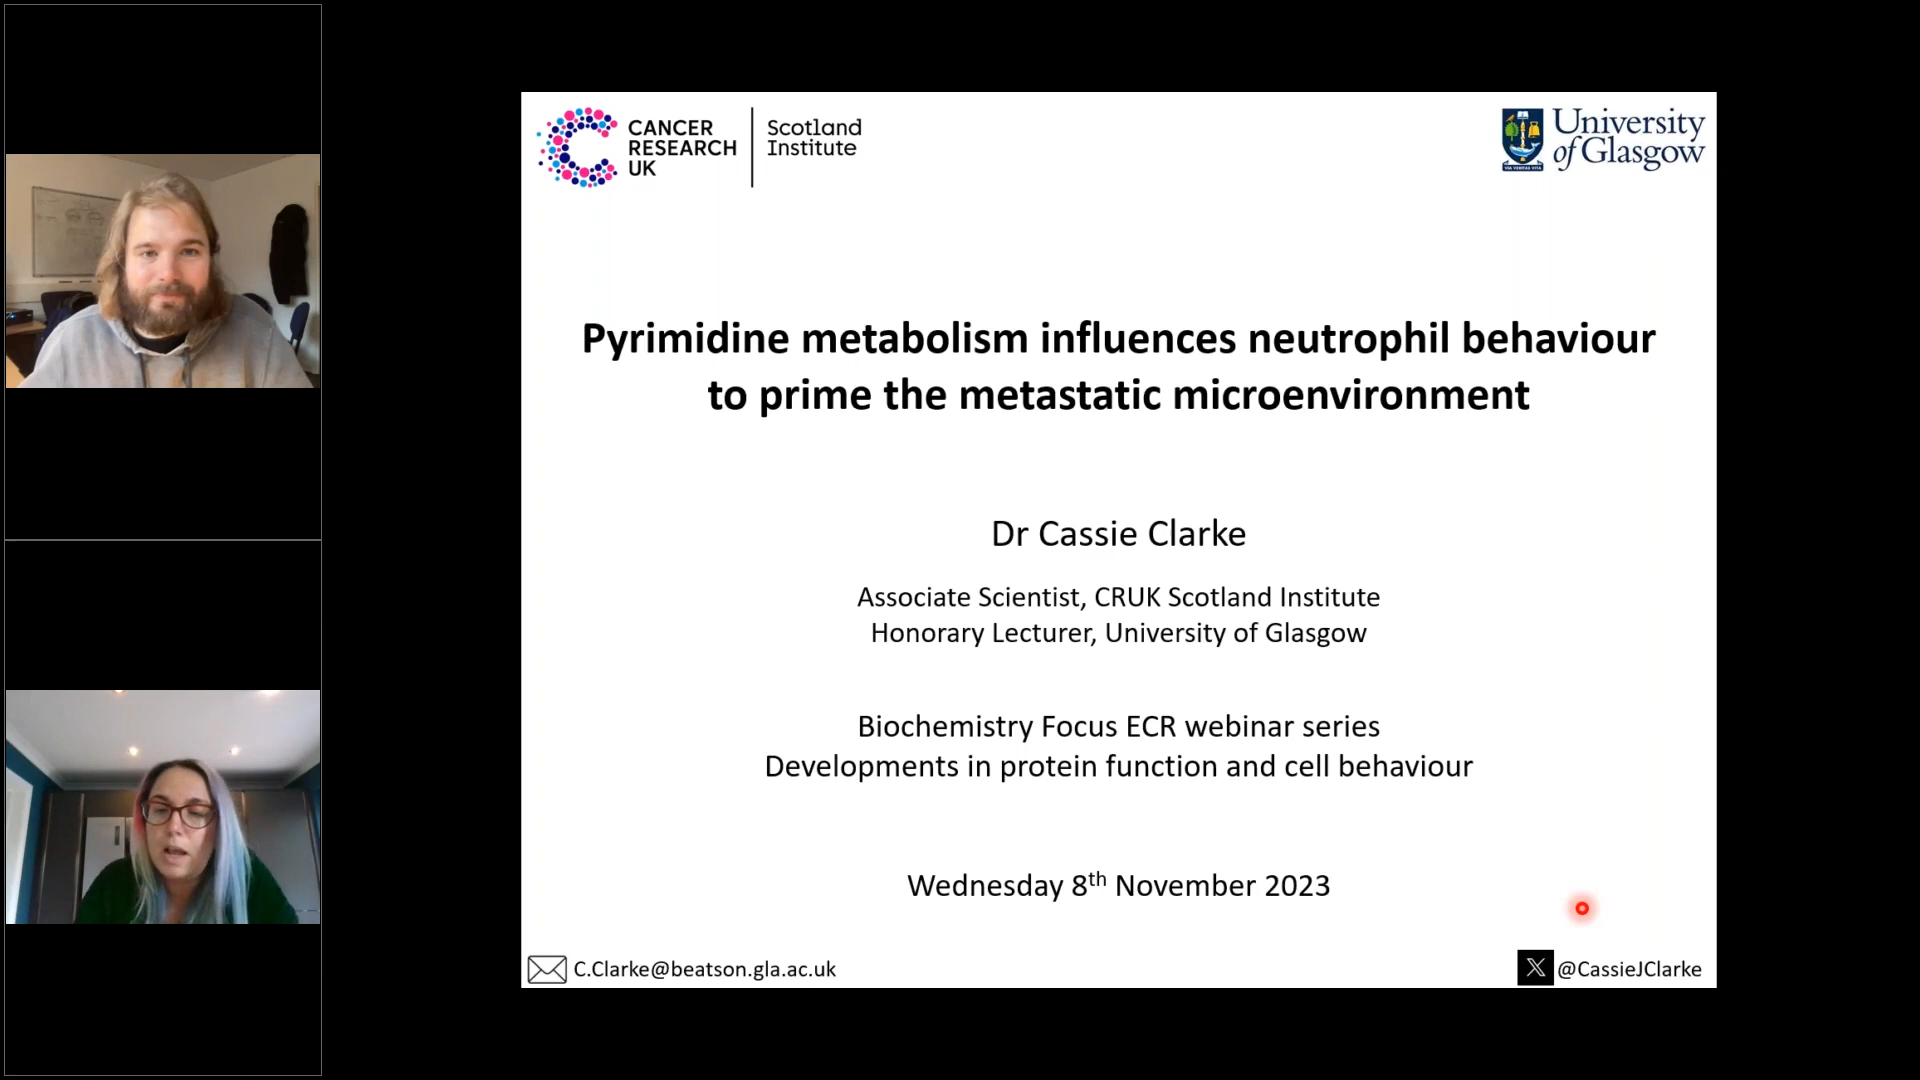 CANCER
RESEARCH
UK
Scotland
Institute
University
of Glasgow
Pyrimidine metabolism influences neutrophil behaviour
to prime the metastatic microenvironment
Dr Cassie Clarke
Associate Scientist, CRUK Scotland Institute
Honorary Lecturer, University of Glasgow
Biochemistry Focus ECR webinar series
Developments in protein function and cell behaviour
Wednesday 8th November 2023
C.Clarke@beatson.gla.ac.uk
@CassieJClarke